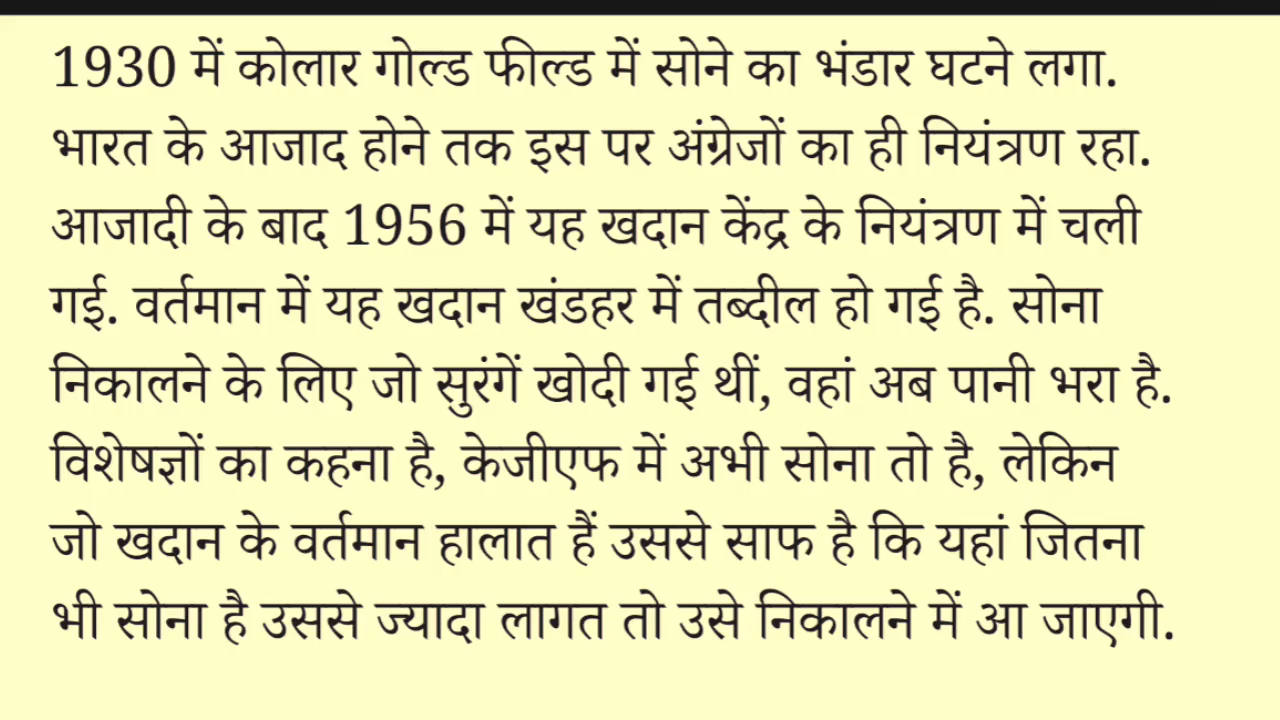 1930 में कोलार गोल्ड फील्ड में सोने का भंडार घटने लगा.
भारत के आजाद होने तक इस पर अंग्रेजों का ही नियंत्रण रहा.
आजादी के बाद 1956 में यह खदान केंद्र के नियंत्रण में चली
गई. वर्तमान में यह खदान खंडहर में तब्दील हो गई है. सोना
निकालने के लिए जो सुरंगें खोदी गई थीं, वहां अब पानी भरा है.
विशेषज्ञों का कहना है, केजीएफ में अभी सोना तो है, लेकिन
जो खदान के वर्तमान हालात हैं उससे साफ है कि यहां जितना
भी सोना है उससे ज्यादा लागत तो उसे निकालने में आ जाएगी.